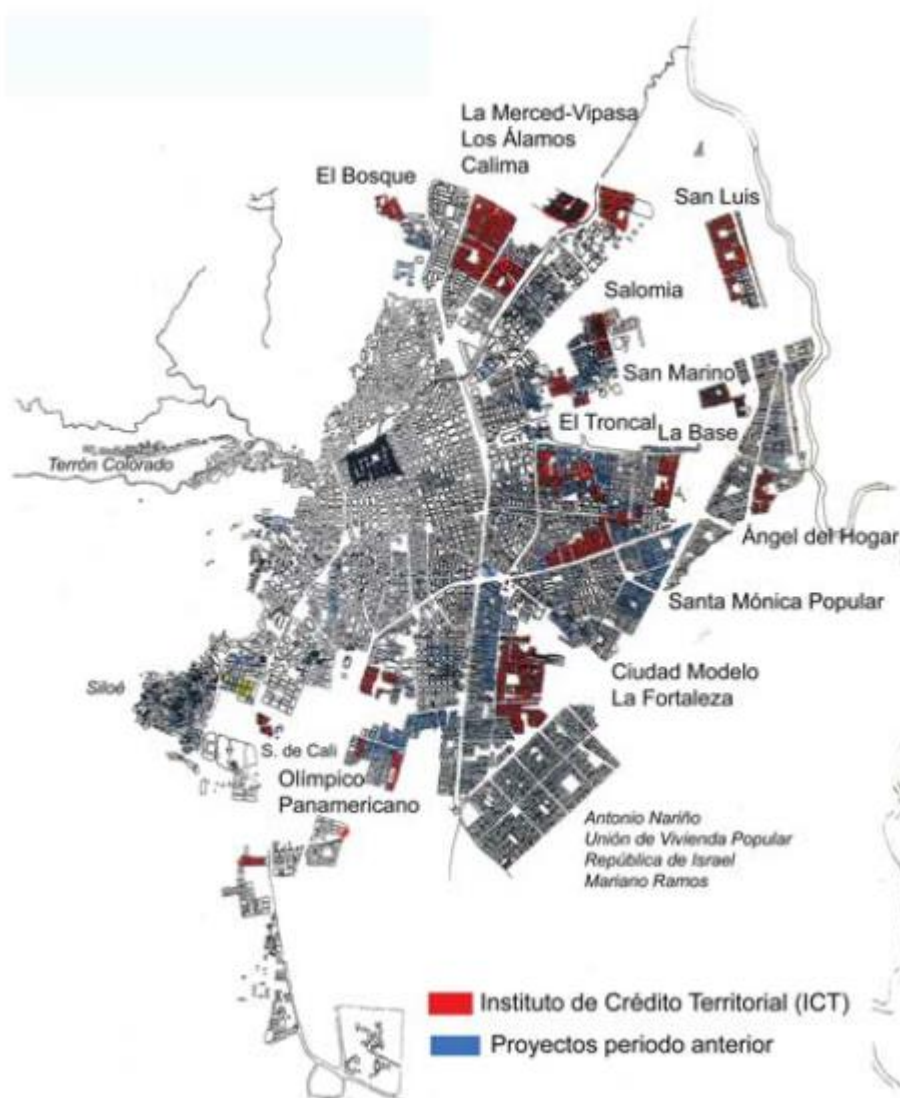 La Merced-Vipasa
Los Álamos
Calima
El Bosque
San Luis
Salomia
San Marino
El Troncal
La Base
Terrón Colorado
Ángel del Hogar
Santa Mónica Popular
Ciudad Modelo
La Fortaleza
Siloé
S. de Cali
Olímpico
Panamericano
Antonio Nariño
Unión de Vivienda Popular
República de Israel
Mariano Ramos
Instituto de Crédito Territorial (ICT)
Proyectos periodo anterior